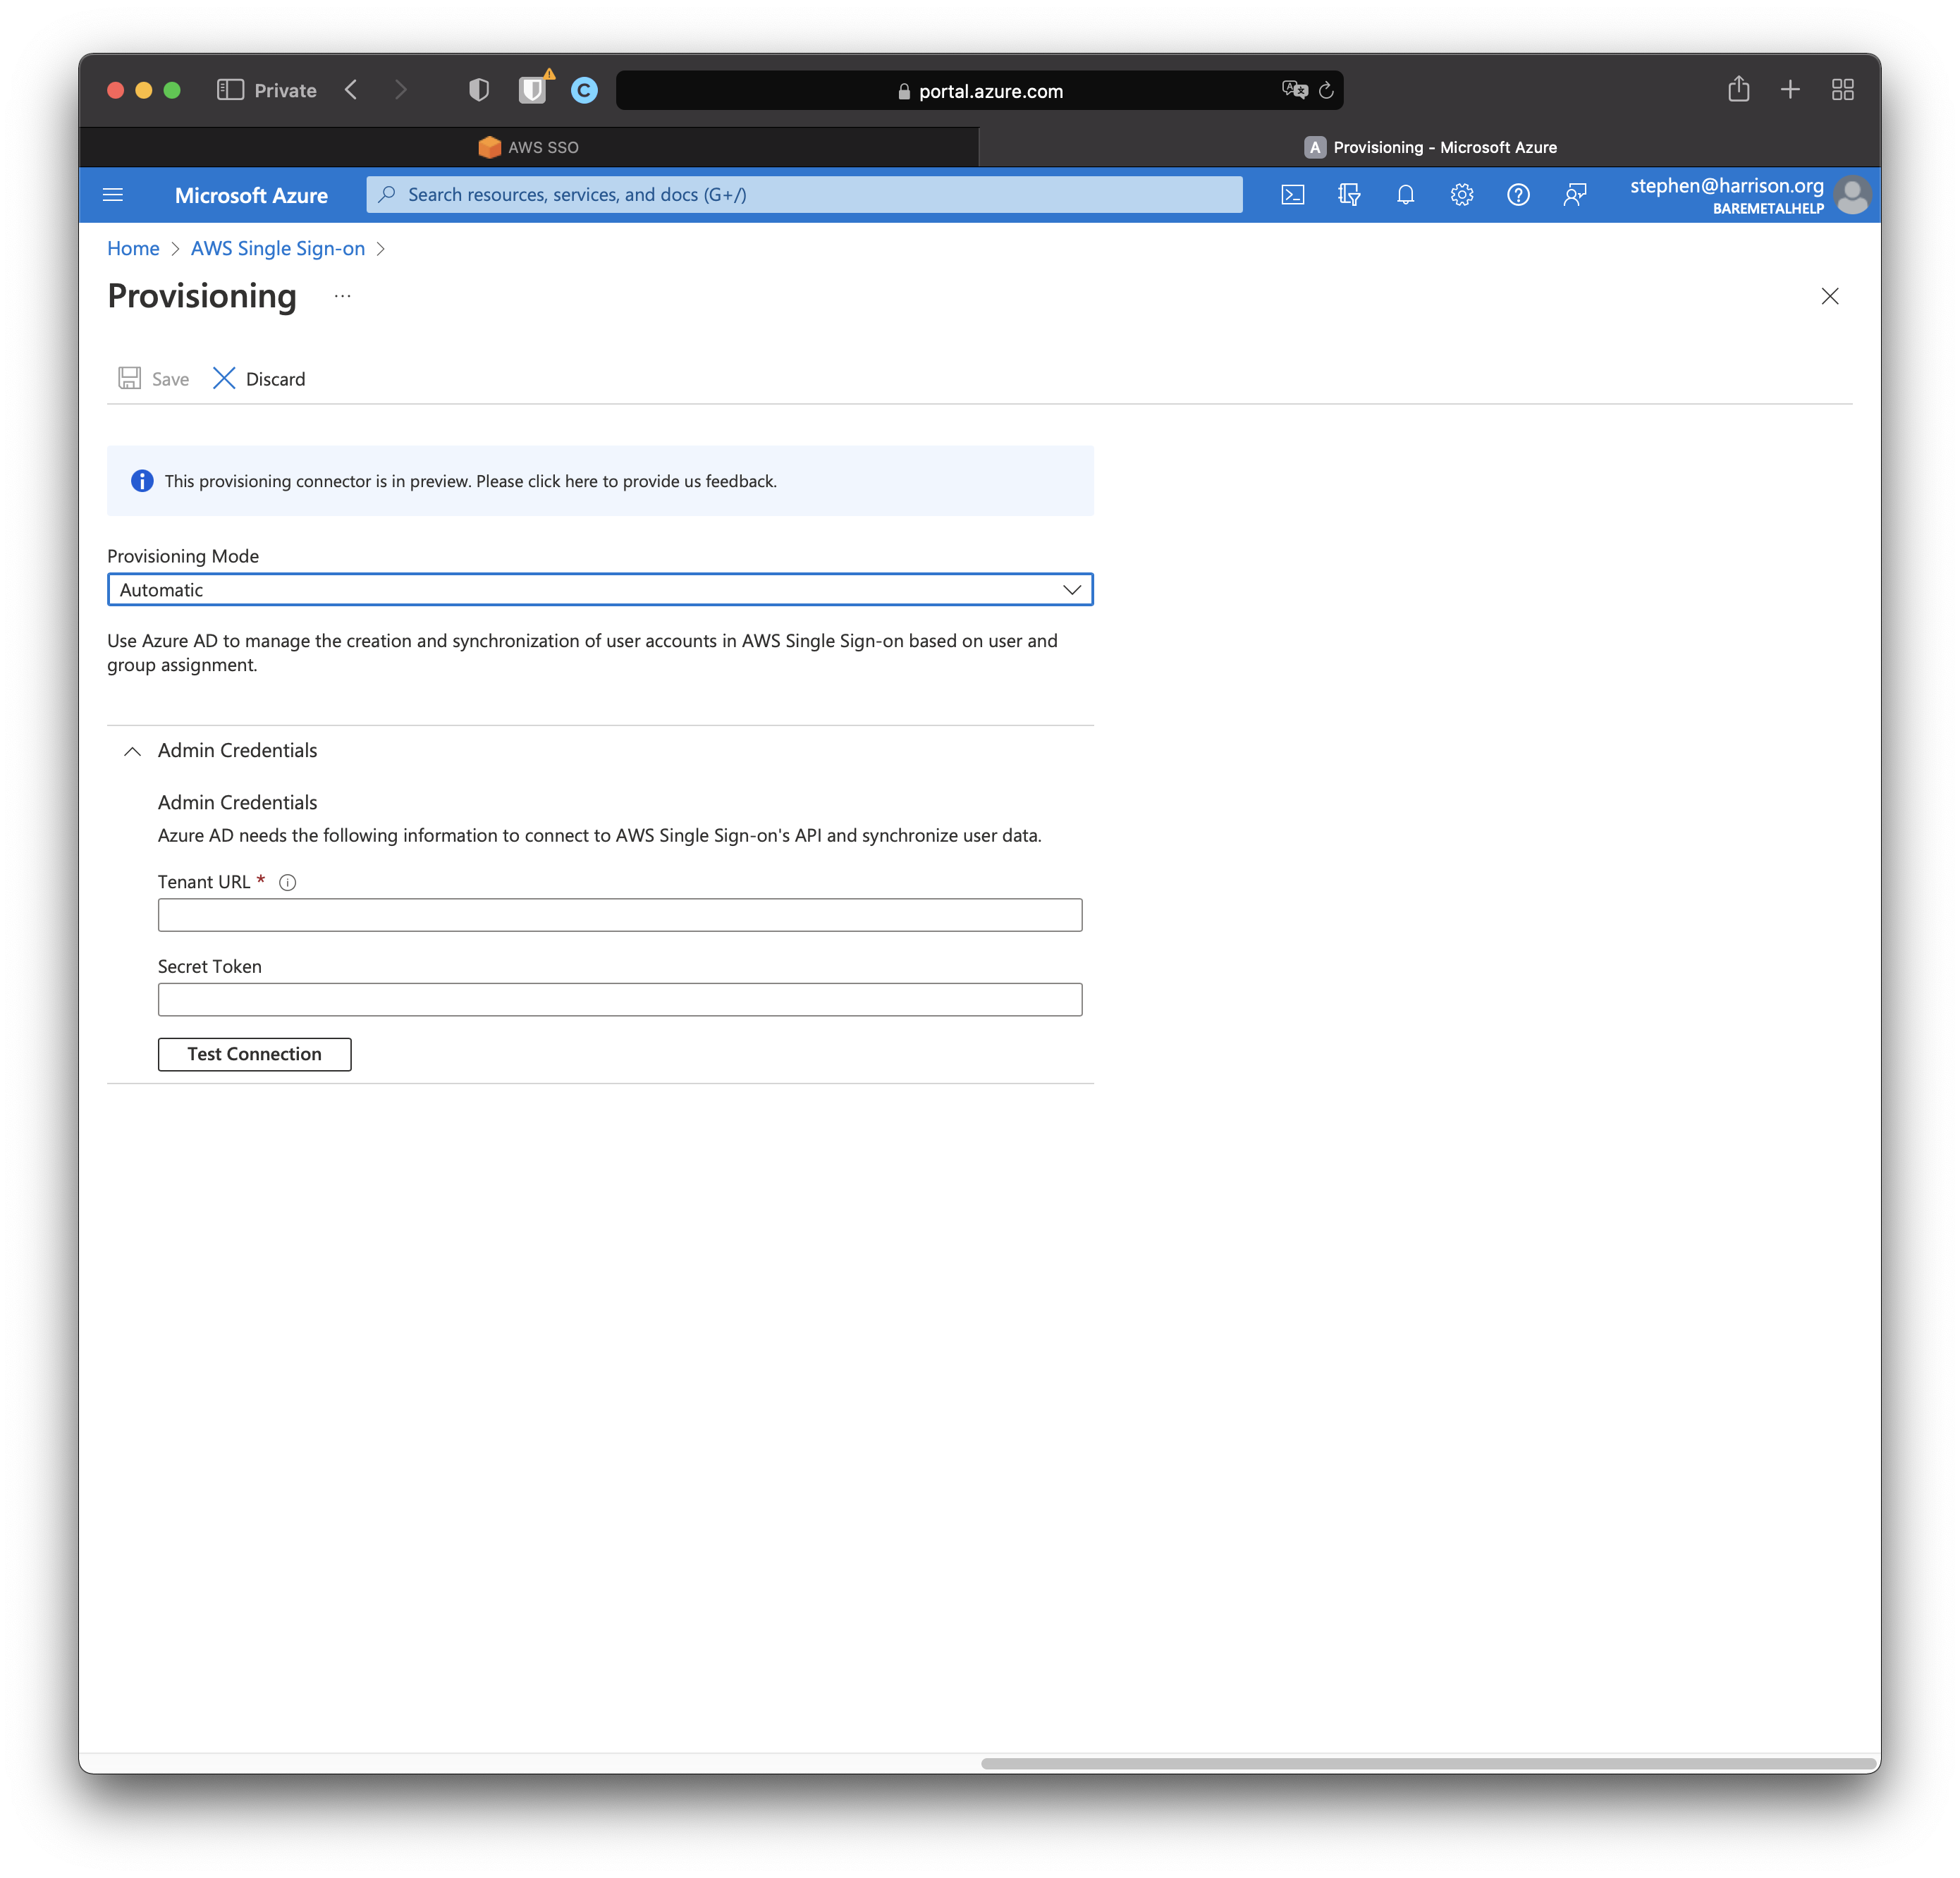 Private
C
portal.azure.com
AWS SSO
A Provisioning - Microsoft Azure
Microsoft Azure
Search resources, services, and docs (G+/)
stephen@harrison.org
BAREMETALHELP
Home > AWS Single Sign-on >
Provisioning ...
Save
Discard
This provisioning connector is in preview. Please click here to provide us feedback.
Provisioning Mode
Automatic
Use Azure AD to manage the creation and synchronization of user accounts in AWS Single Sign-on based on user and
group assignment.
Admin Credentials
Admin Credentials
Azure AD needs the following information to connect to AWS Single Sign-on's API and synchronize user data.
Tenant URL *
Secret Token
Test Connection